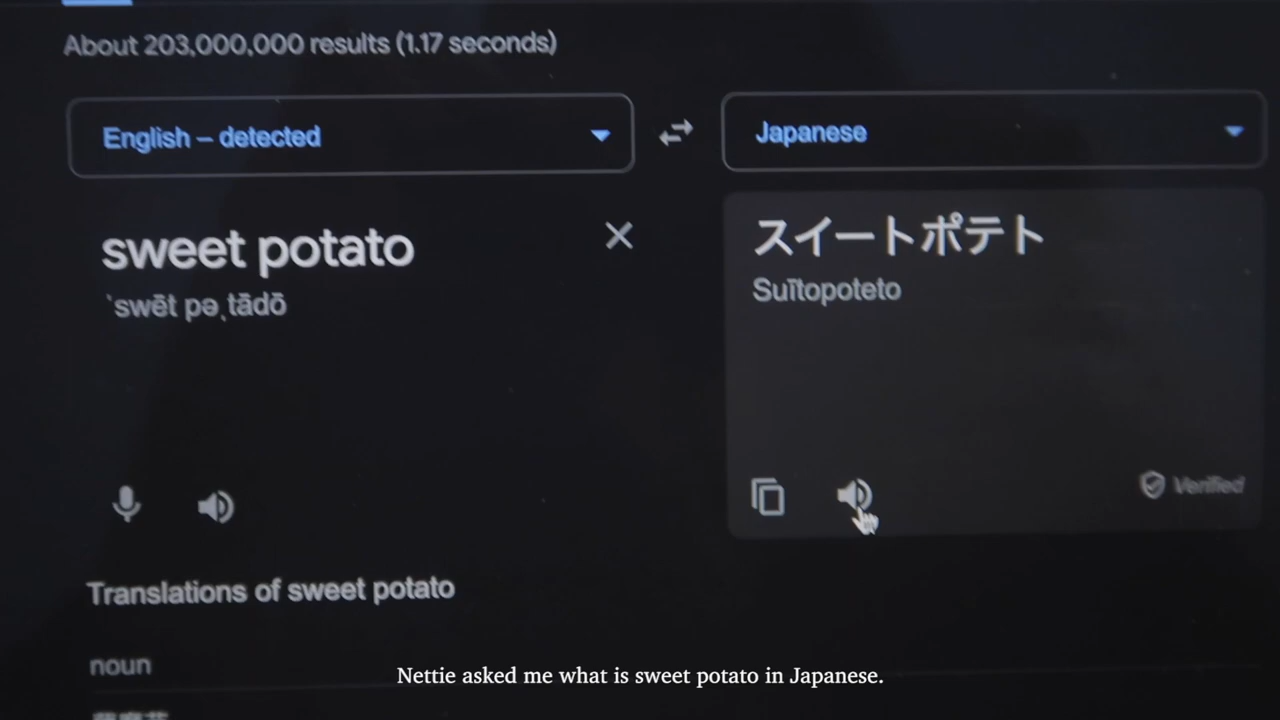 About 203,000,000 results (1.17 seconds)
English – detected
Japanese
sweet potato
ˈswēt pəˌtādō
スイートポテト
Suītopoteto
Verified
Translations of sweet potato
noun
Nettie asked me what is sweet potato in Japanese.